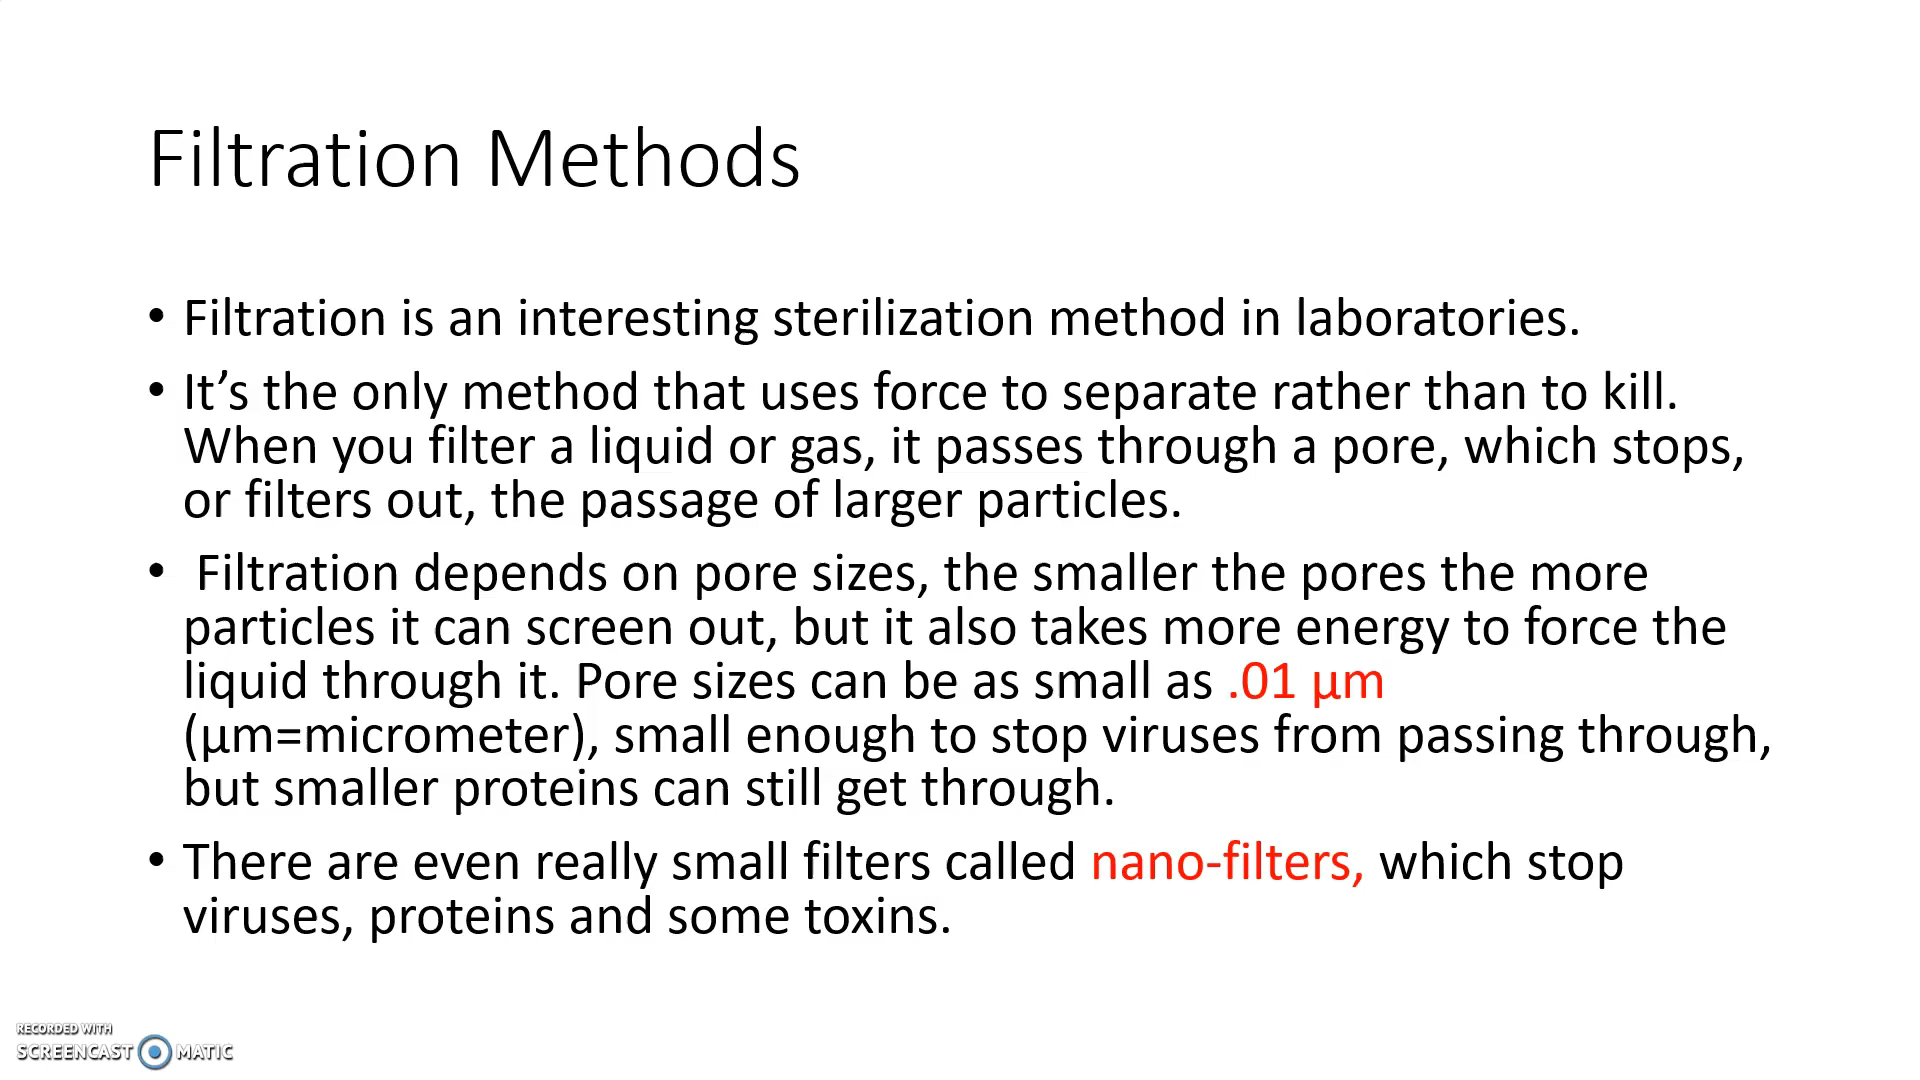 Filtration Methods
• Filtration is an interesting sterilization method in laboratories.
• It’s the only method that uses force to separate rather than to kill.
When you filter a liquid or gas, it passes through a pore, which stops,
or filters out, the passage of larger particles.
• Filtration depends on pore sizes, the smaller the pores the more
particles it can screen out, but it also takes more energy to force the
liquid through it. Pore sizes can be as small as .01 μm
(μm=micrometer), small enough to stop viruses from passing through,
but smaller proteins can still get through.
• There are even really small filters called nano-filters, which stop
viruses, proteins and some toxins.
RECORDED WITH
SCREENCAST MATIC